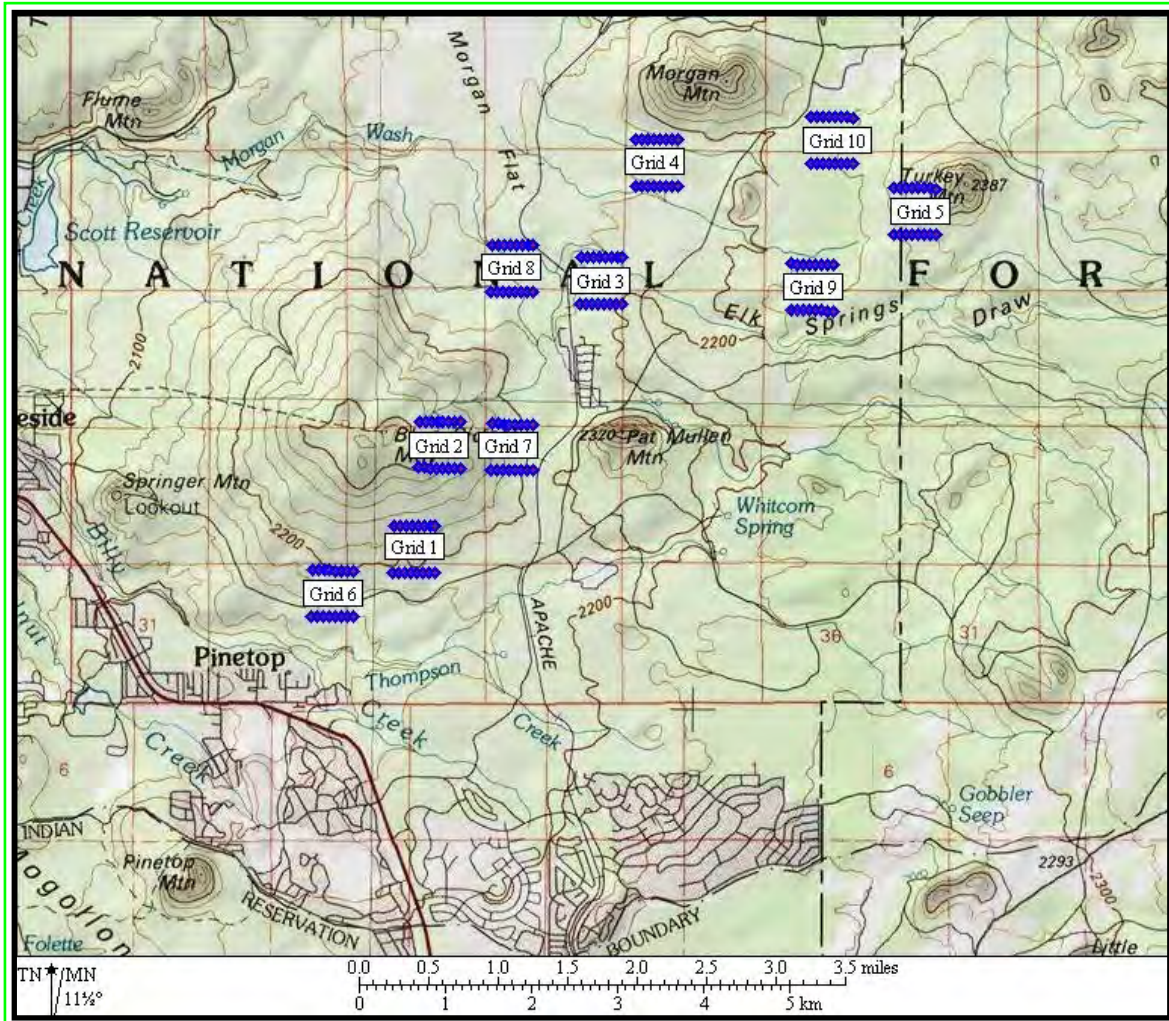 Morgan
Mtn
Morgan
Flat
Flume
Mtn
Grid 10
Wash
Morgan
Grid 4
Turkey
Mtn
2387
Creek
Grid 5
Scott Reservoir
Grid 8
Grid 3
Grid 9
NATIONAL FOR
Elk Springs Draw
2100
2200
eside
Grid 2
Grid 7
2320
Pat Mullen
Mtn
Springer Mtn
Lookout
Whitcom
Spring
2200
Billy
Grid 1
Grid 6
APACHE
2200
31
36
31
Pinetop
Thompson
Creek
Creek
Creek
6
1
6
Gobbler
Seep
INDIAN
Pinetop
Mtn
2293
2300
Mogollon
RESERVATION
BOUNDARY
Folette
Little
TN /MN
11½°
0.0 0.5 1.0 1.5 2.0 2.5 3.0 3.5 miles
0 1 2 3 4 5 km